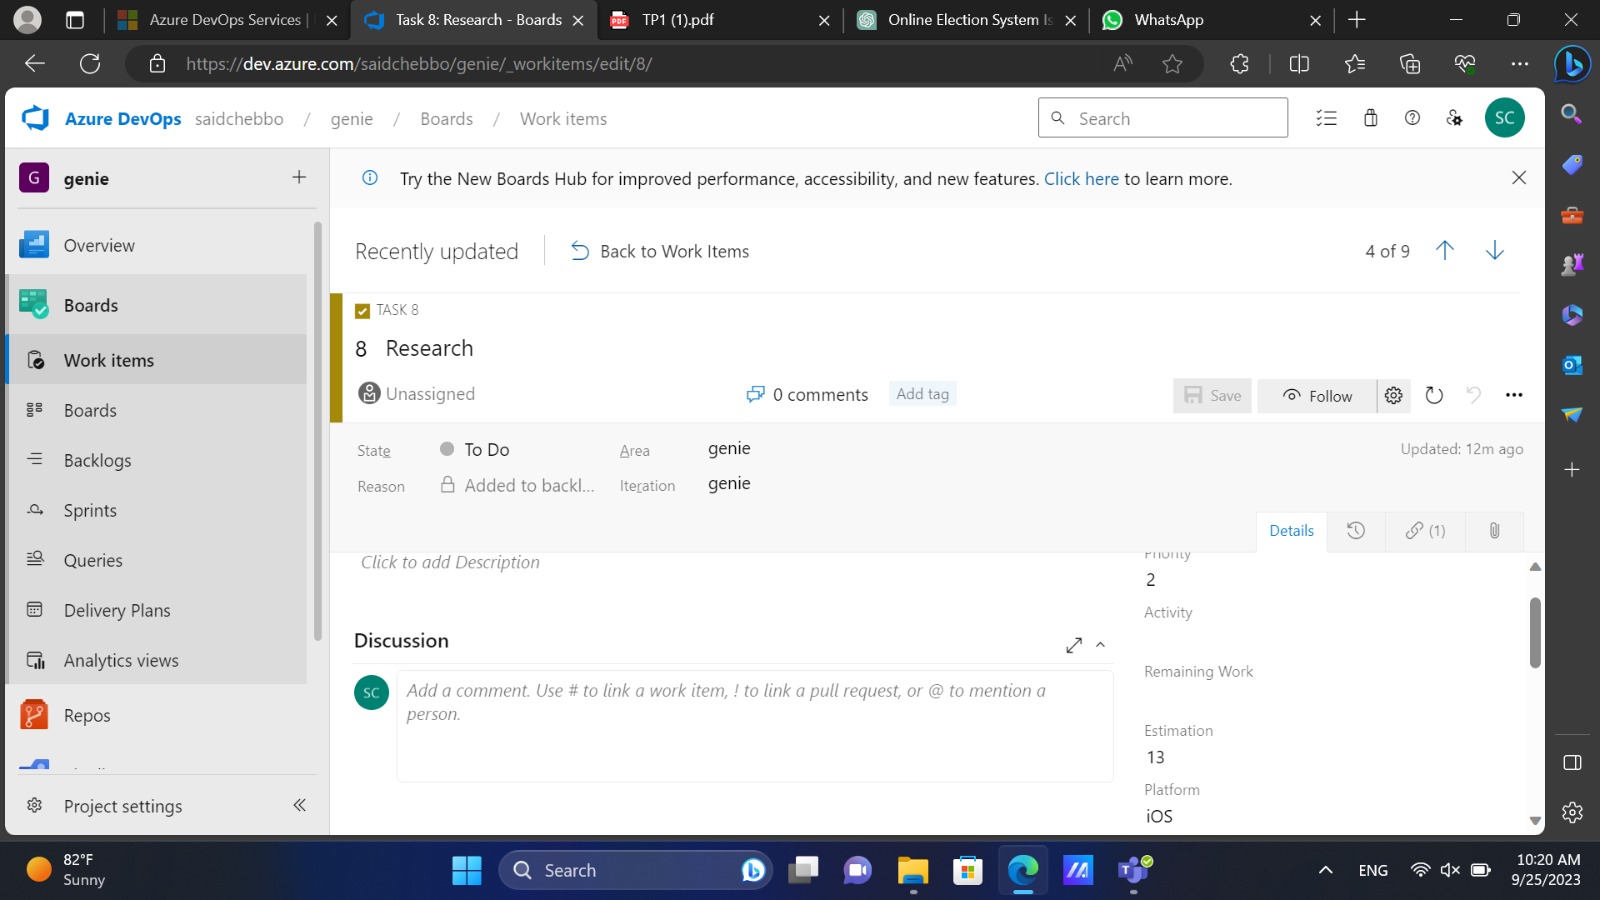 Azure DevOps Services |
Task 8: Research - Boards
TP1 (1).pdf
Online Election System Is
WhatsApp
https://dev.azure.com/saidchebbo/genie/_workitems/edit/8/
Azure DevOps saidchebbo / genie / Boards / Work items
Search
SC
G genie
Try the New Boards Hub for improved performance, accessibility, and new features. Click here to learn more.
Overview
Boards
Work items
Boards
Backlogs
Sprints
Queries
Delivery Plans
Analytics views
Repos
Project settings
Recently updated
Back to Work Items
4 of 9
TASK 8
8 Research
Unassigned
0 comments
Add tag
Save
Follow
State To Do
Area genie
Updated: 12m ago
Reason Added to backl...
Iteration genie
Details
(1)
Click to add Description
Priority
2
Activity
Remaining Work
Estimation
13
Platform
iOS
Discussion
SC
Add a comment. Use # to link a work item, ! to link a pull request, or @ to mention a
person.
82°F
Sunny
Search
ENG
10:20 AM
9/25/2023